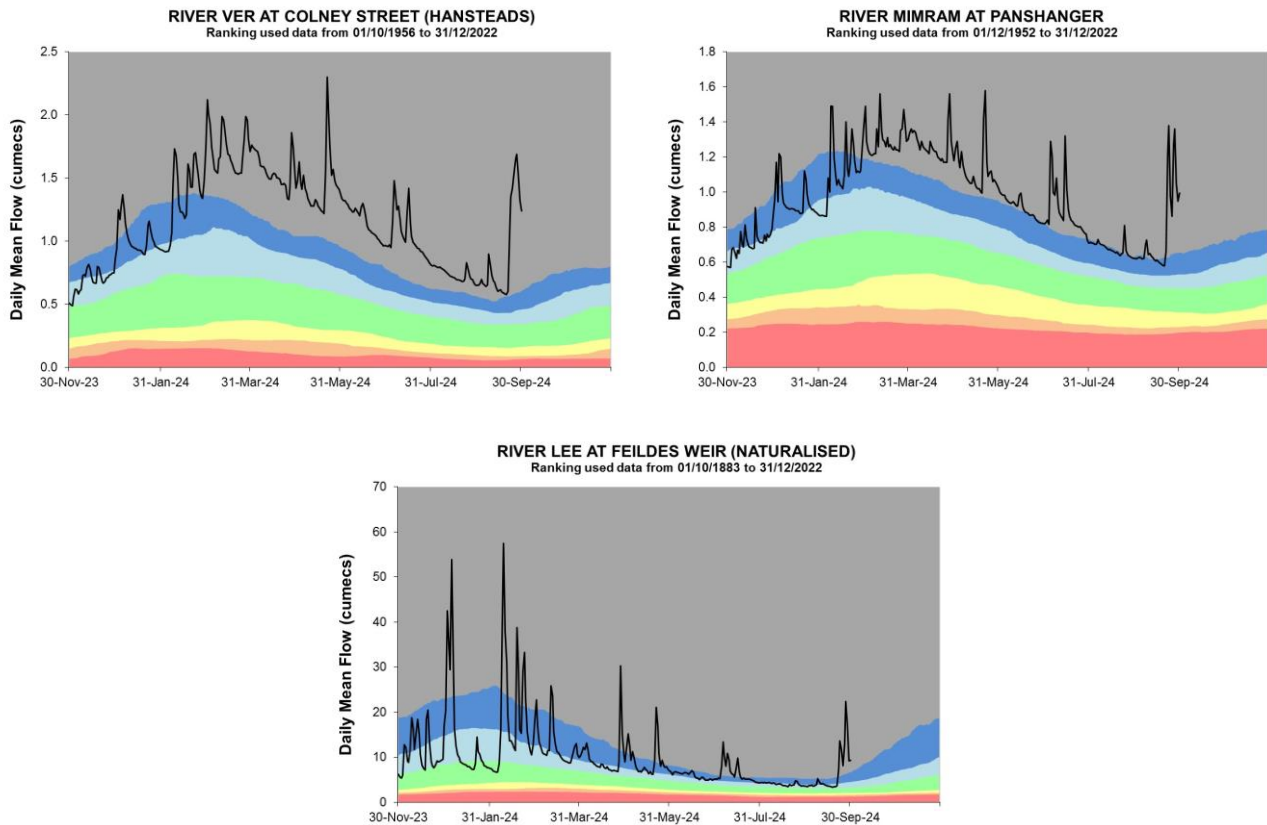 RIVER VER AT COLNEY STREET (HANSTEADS)
Ranking used data from 01/10/1956 to 31/12/2022
Daily Mean Flow (cumecs)
2.5
2.0
1.5
1.0
0.5
0.0
30-Nov-23 31-Jan-24 31-Mar-24 31-May-24 31-Jul-24 30-Sep-24
RIVER MIMRAM AT PANSHANGER
Ranking used data from 01/12/1952 to 31/12/2022
Daily Mean Flow (cumecs)
1.8
1.6
1.4
1.2
1.0
0.8
0.6
0.4
0.2
0.0
30-Nov-23 31-Jan-24 31-Mar-24 31-May-24 31-Jul-24 30-Sep-24
RIVER LEE AT FEILDES WEIR (NATURALISED)
Ranking used data from 01/10/1883 to 31/12/2022
Daily Mean Flow (cumecs)
70
60
50
40
30
20
10
0
30-Nov-23 31-Jan-24 31-Mar-24 31-May-24 31-Jul-24 30-Sep-24